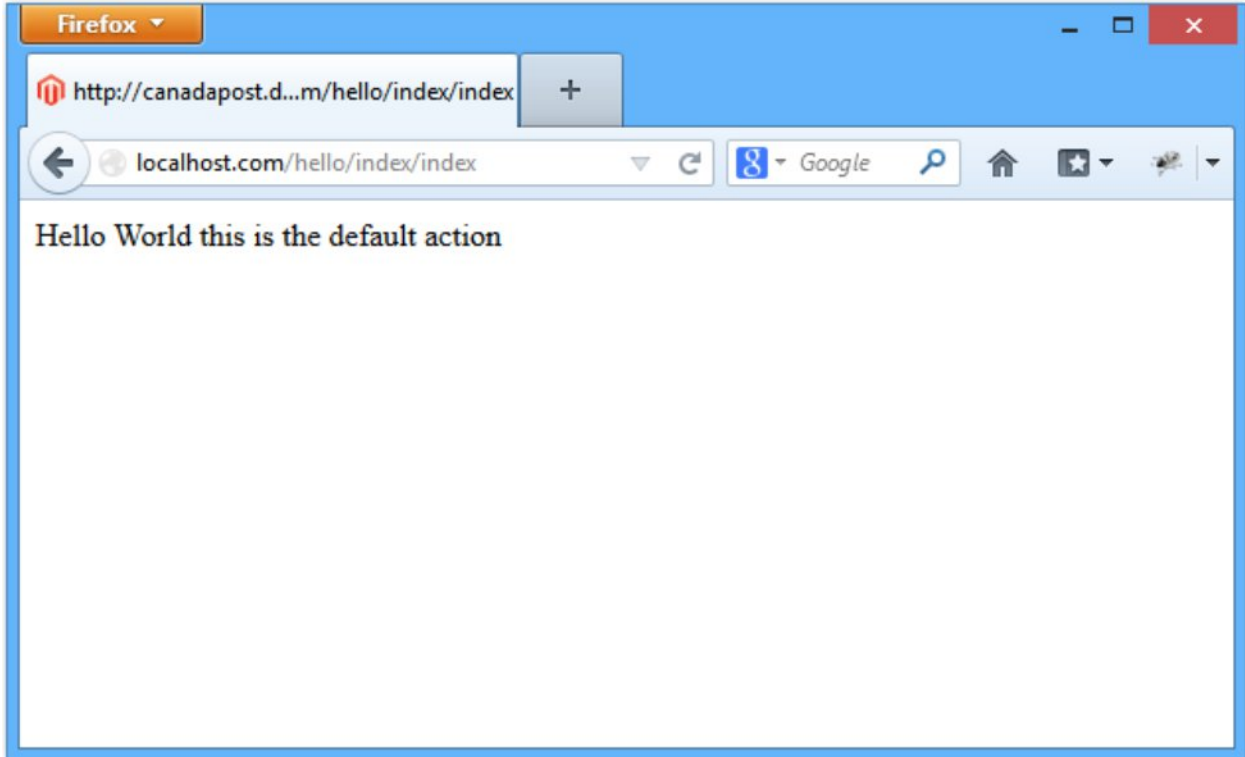 Firefox
http://canadapost.d...m/hello/index/index
localhost.com/hello/index/index
Google
Hello World this is the default action